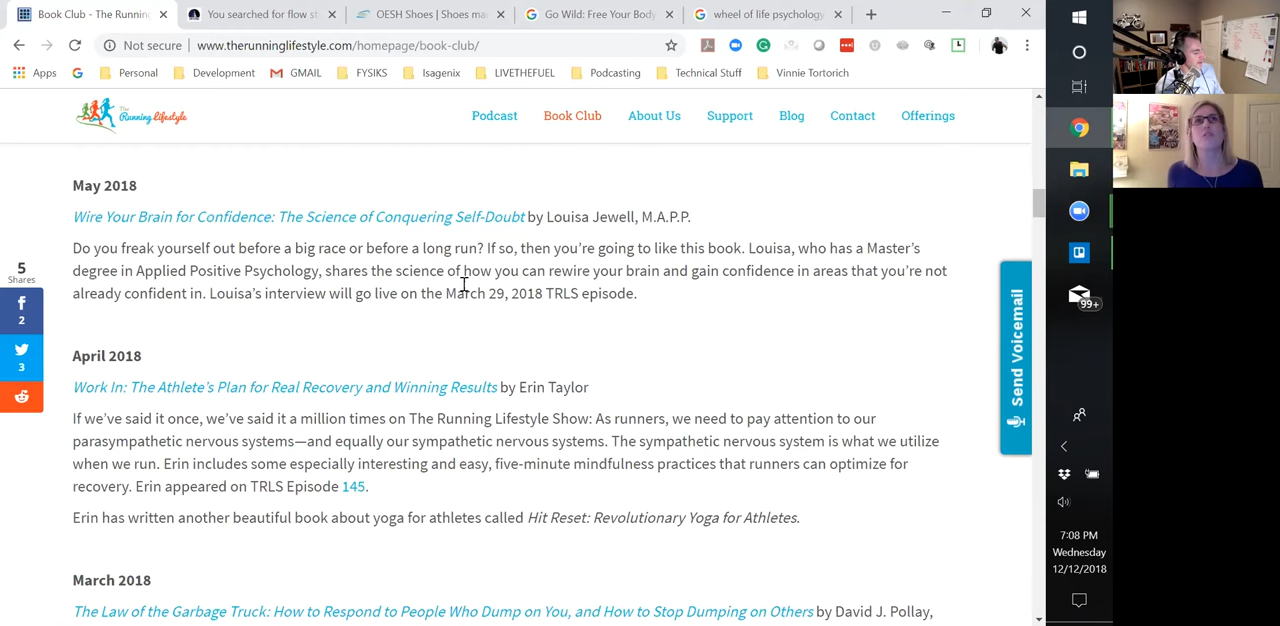 Book Club - The Running
You searched for flow st
OESH Shoes | Shoes ma
Go Wild: Free Your Body
wheel of life psychology
Not secure | www.therunninglifestyle.com/homepage/book-club/
Apps
Personal
Development
GMAIL
FYSIKS
Isagenix
LIVETHEFUEL
Podcasting
Technical Stuff
Vinnie Tortorich
The Running Lifestyle
Podcast
Book Club
About Us
Support
Blog
Contact
Offerings
May 2018
Wire Your Brain for Confidence: The Science of Conquering Self-Doubt by Louisa Jewell, M.A.P.P.
Do you freak yourself out before a big race or before a long run? If so, then you’re going to like this book. Louisa, who has a Master’s
degree in Applied Positive Psychology, shares the science of how you can rewire your brain and gain confidence in areas that you’re not
already confident in. Louisa’s interview will go live on the March 29, 2018 TRLS episode.
April 2018
Work In: The Athlete’s Plan for Real Recovery and Winning Results by Erin Taylor
If we’ve said it once, we’ve said it a million times on The Running Lifestyle Show: As runners, we need to pay attention to our
parasympathetic nervous systems—and equally our sympathetic nervous systems. The sympathetic nervous system is what we utilize
when we run. Erin includes some especially interesting and easy, five-minute mindfulness practices that runners can optimize for
recovery. Erin appeared on TRLS Episode 145.
Erin has written another beautiful book about yoga for athletes called Hit Reset: Revolutionary Yoga for Athletes.
March 2018
The Law of the Garbage Truck: How to Respond to People Who Dump on You, and How to Stop Dumping on Others by David J. Pollay,
5
Shares
2
3
Send Voicemail
99+
7:08 PM
Wednesday
12/12/2018